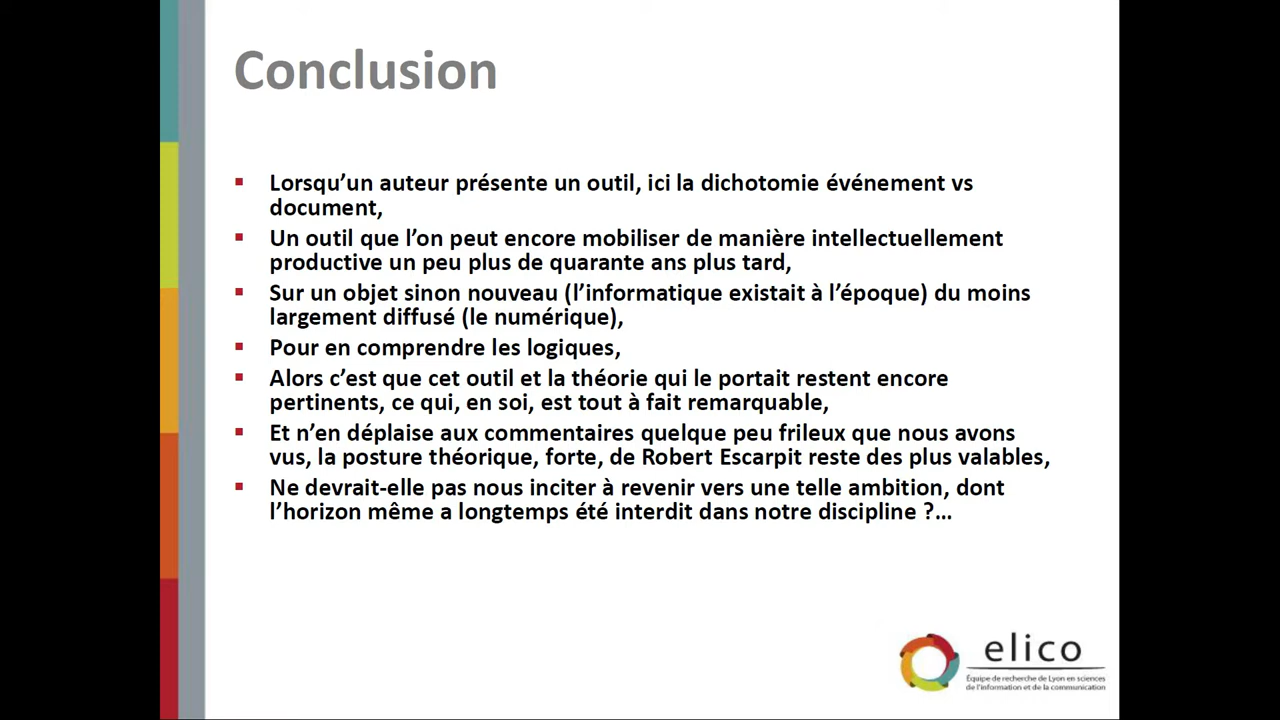 Conclusion
Lorsqu’un auteur présente un outil, ici la dichotomie événement vs
document,
Un outil que l’on peut encore mobiliser de manière intellectuellement
productive un peu plus de quarante ans plus tard,
Sur un objet sinon nouveau (l’informatique existait à l’époque) du moins
largement diffusé (le numérique),
Pour en comprendre les logiques,
Alors c’est que cet outil et la théorie qui le portait restent encore
pertinents, ce qui, en soi, est tout à fait remarquable,
Et n’en déplaise aux commentaires quelque peu frileux que nous avons
vus, la posture théorique, forte, de Robert Escarpit reste des plus valables,
Ne devrait-elle pas nous inciter à revenir vers une telle ambition, dont
l’horizon même a longtemps été interdit dans notre discipline ?…
elico
Équipe de recherche de Lyon en sciences
de l'information et de la communication